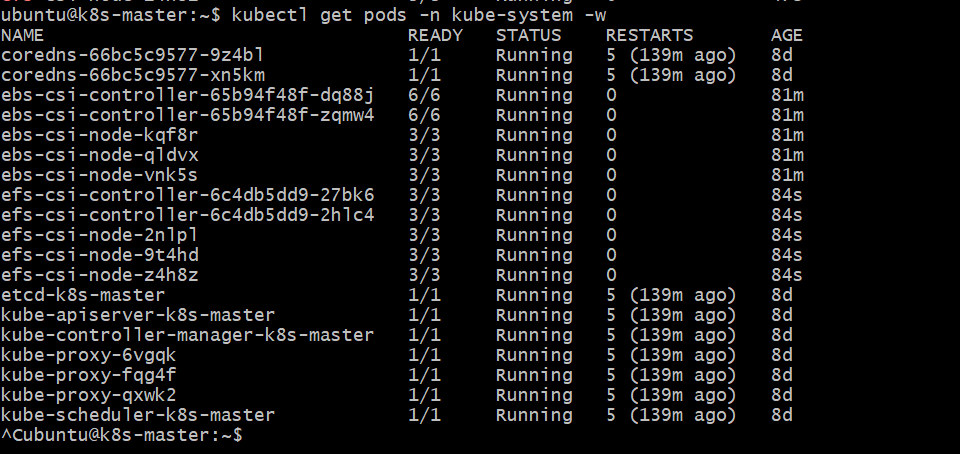 ubuntu@k8s-master:~$ kubectl get pods -n kube-system -w
NAME READY STATUS RESTARTS AGE
coredns-66bc5c9577-9z4bl 1/1 Running 5 (139m ago) 8d
coredns-66bc5c9577-xn5km 1/1 Running 5 (139m ago) 8d
ebs-csi-controller-65b94f48f-dq88j 6/6 Running 0 81m
ebs-csi-controller-65b94f48f-zqmw4 6/6 Running 0 81m
ebs-csi-node-kqf8r 3/3 Running 0 81m
ebs-csi-node-qldvx 3/3 Running 0 81m
ebs-csi-node-vnk5s 3/3 Running 0 81m
efs-csi-controller-6c4db5dd9-27bk6 3/3 Running 0 84s
efs-csi-controller-6c4db5dd9-2hlc4 3/3 Running 0 84s
efs-csi-node-2nlpl 3/3 Running 0 84s
efs-csi-node-9t4hd 3/3 Running 0 84s
efs-csi-node-z4h8z 3/3 Running 0 84s
etcd-k8s-master 1/1 Running 5 (139m ago) 8d
kube-apiserver-k8s-master 1/1 Running 5 (139m ago) 8d
kube-controller-manager-k8s-master 1/1 Running 5 (139m ago) 8d
kube-proxy-6vgqk 1/1 Running 5 (139m ago) 8d
kube-proxy-fqg4f 1/1 Running 5 (139m ago) 8d
kube-proxy-qxwk2 1/1 Running 5 (139m ago) 8d
kube-scheduler-k8s-master 1/1 Running 5 (139m ago) 8d
^Cubuntu@k8s-master:~$